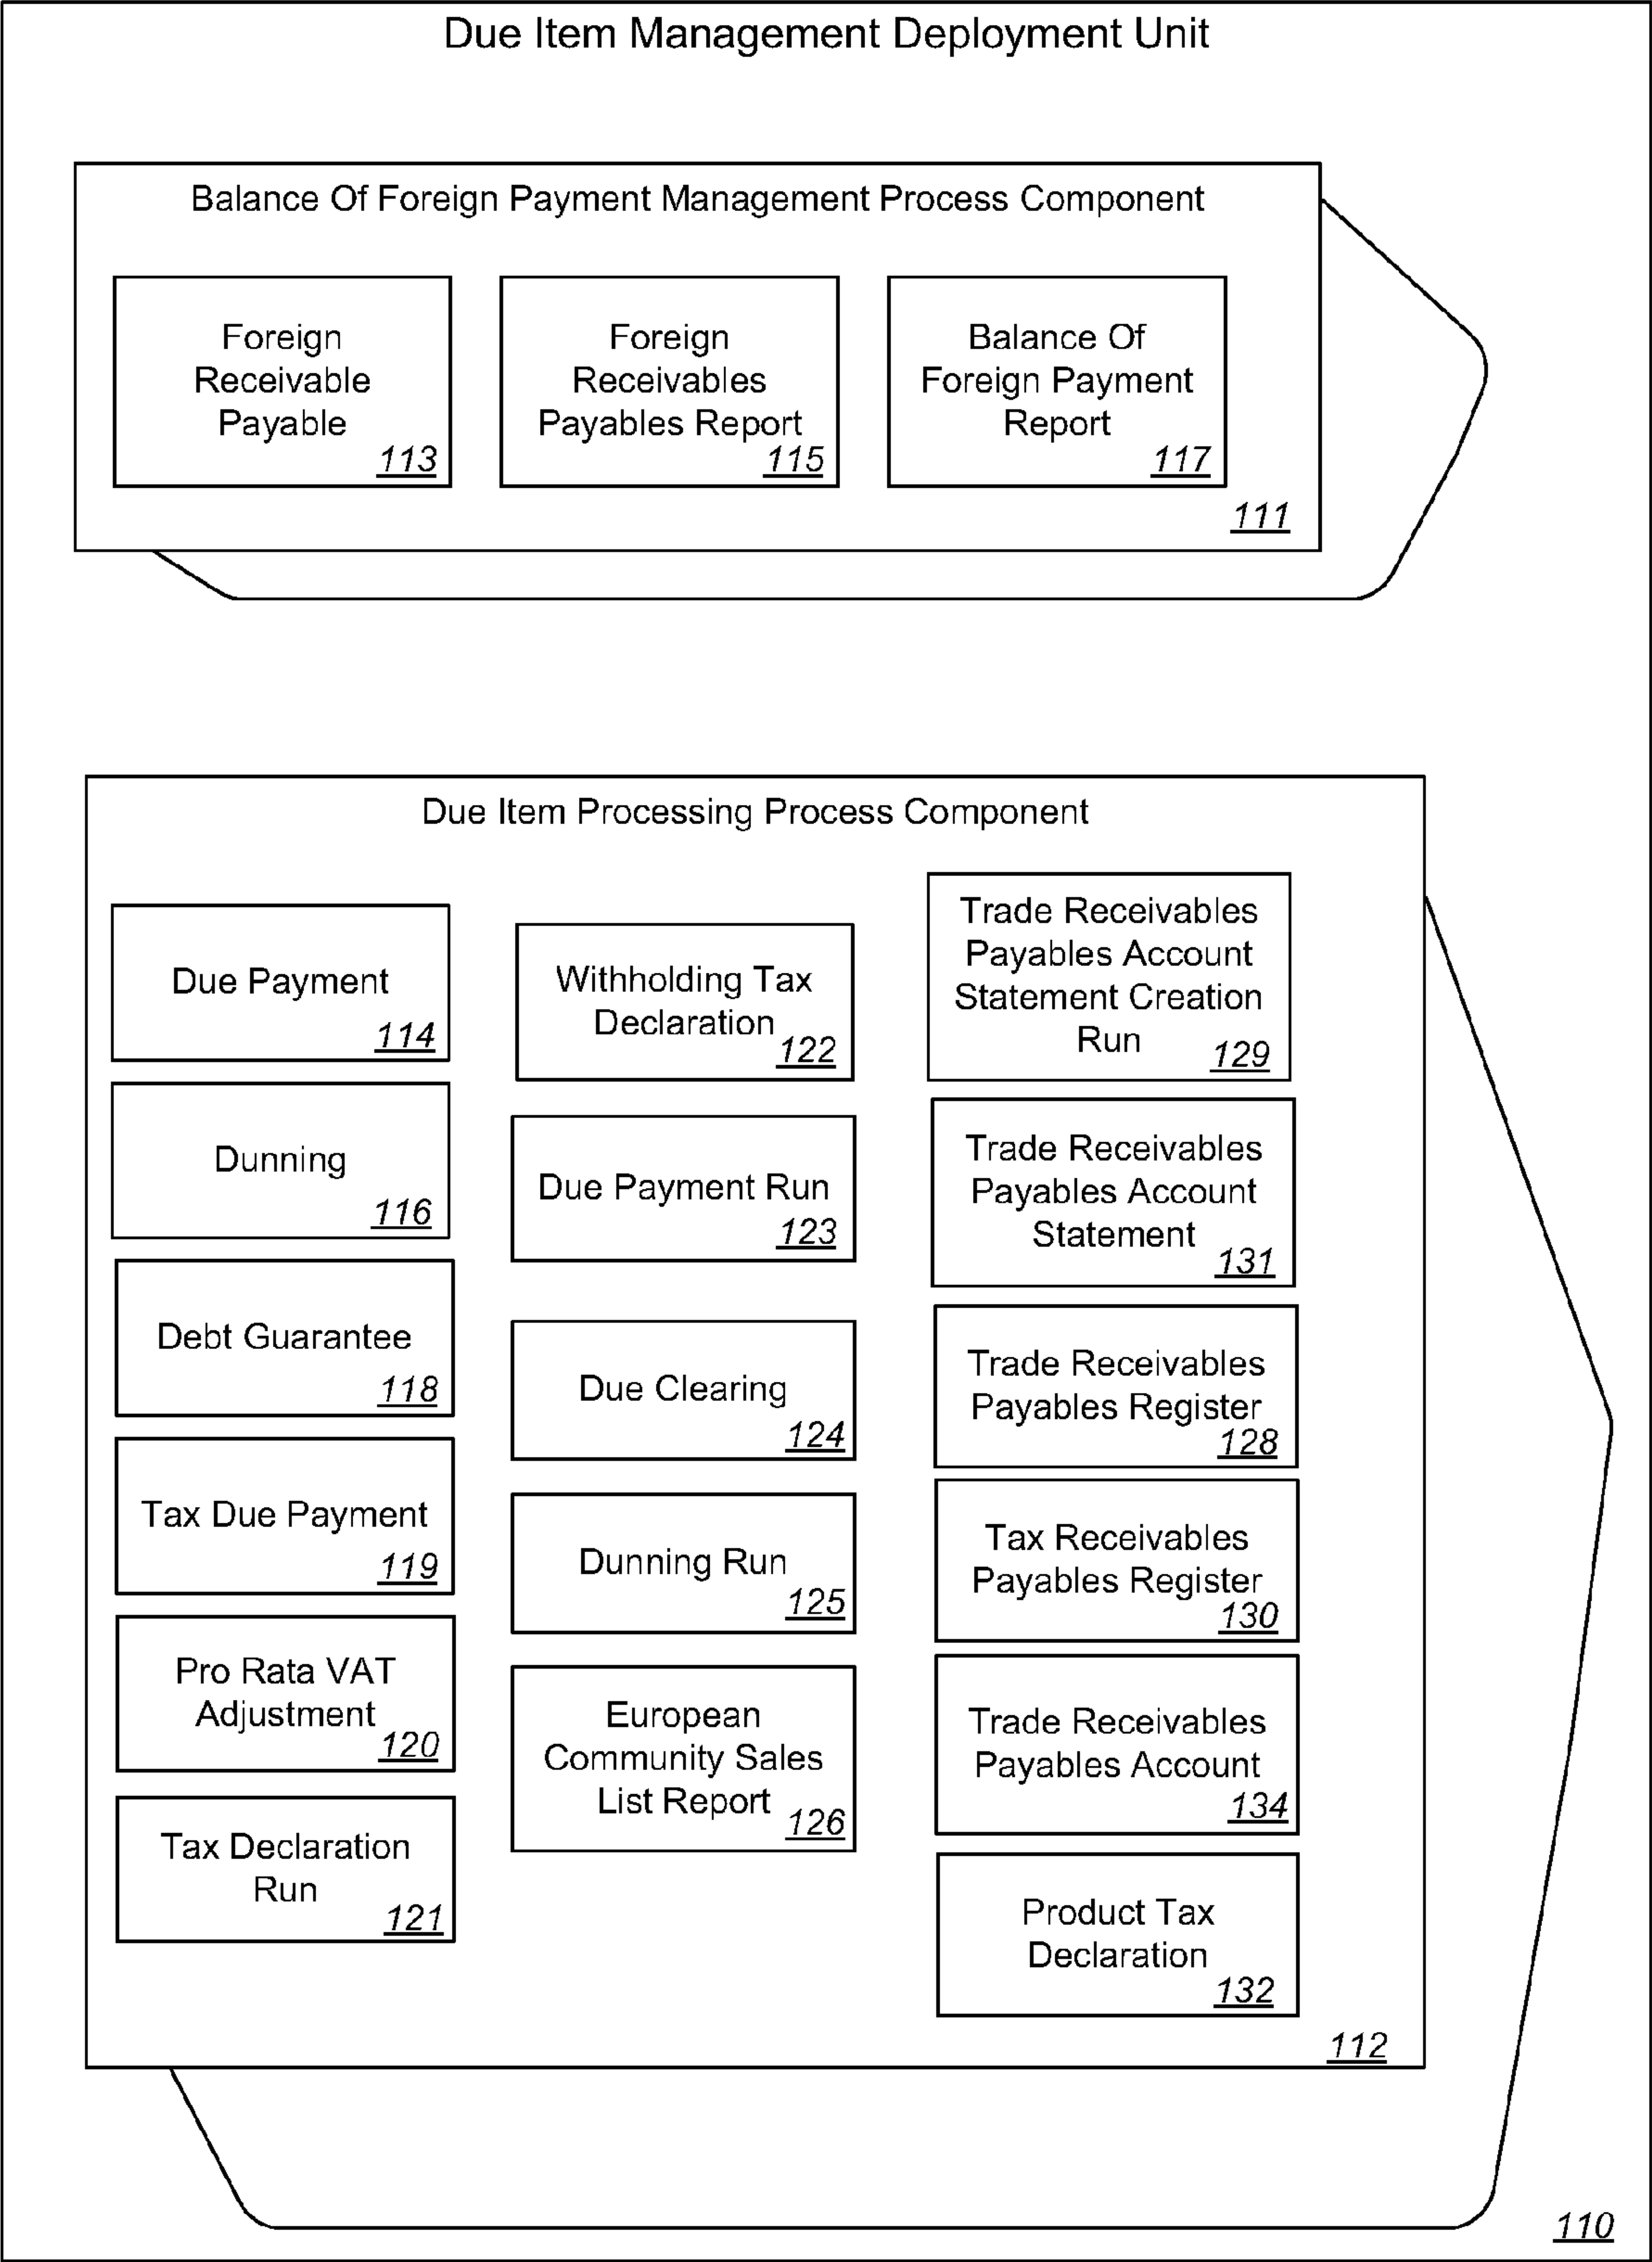 Due Item Management Deployment Unit
Balance Of Foreign Payment Management Process Component
Foreign
Receivable
Payable
113
Foreign
Receivables
Payables Report
115
Balance Of
Foreign Payment
Report
117
111
Due Item Processing Process Component
Due Payment
114
Dunning
116
Debt Guarantee
118
Tax Due Payment
119
Pro Rata VAT
Adjustment
120
Tax Declaration
Run
121
Withholding Tax
Declaration
122
Due Payment Run
123
Due Clearing
124
Dunning Run
125
European
Community Sales
List Report
126
Trade Receivables
Payables Account
Statement Creation
Run
129
Trade Receivables
Payables Account
Statement
131
Trade Receivables
Payables Register
128
Tax Receivables
Payables Register
130
Trade Receivables
Payables Account
134
Product Tax
Declaration
132
112
110